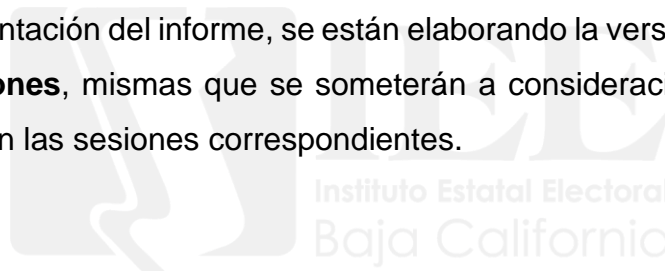 ntación del informe, se están elaborando la vers
ones, mismas que se someterán a consideraci
n las sesiones correspondientes.
IEE
Instituto Estatal Electoral
Baja California